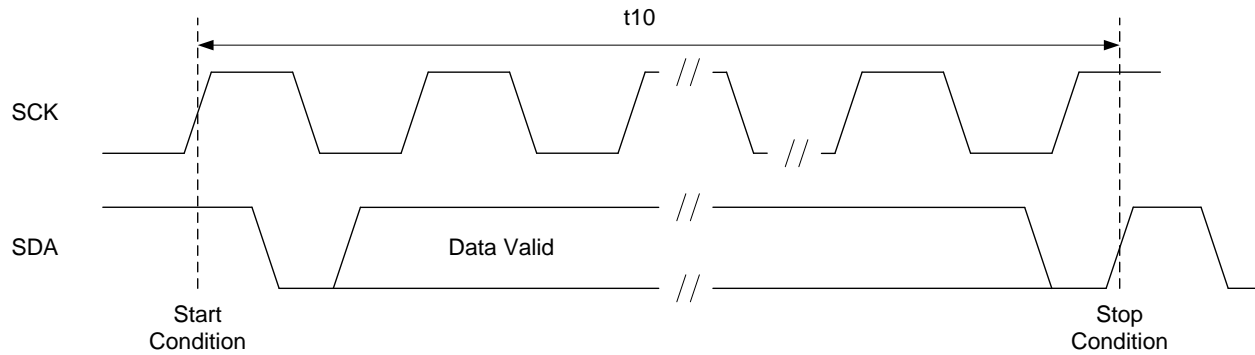 t10
SCK
SDA
Data Valid
Start
Condition
Stop
Condition